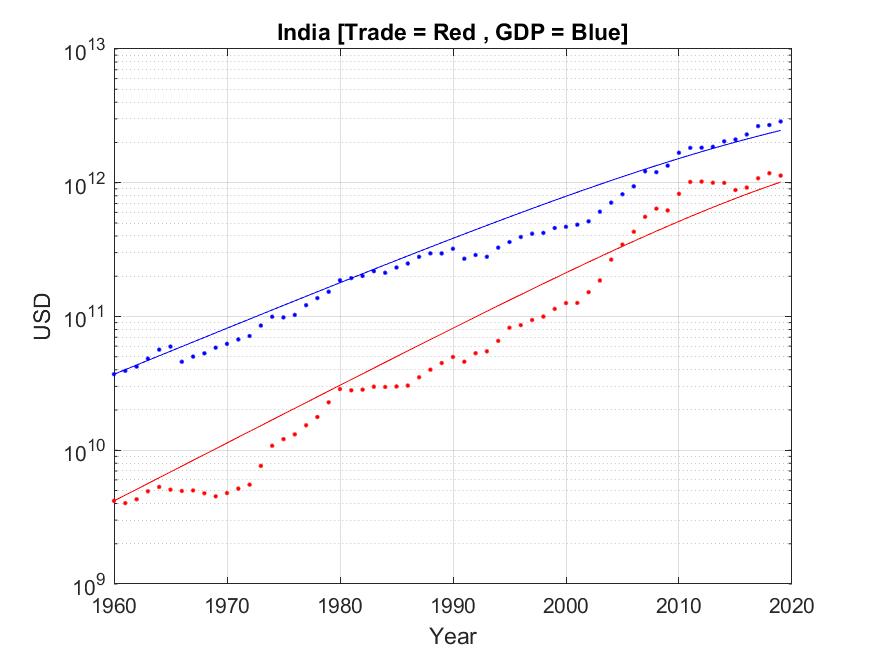 India [Trade = Red , GDP = Blue]
10^13
10^12
10^11
10^10
10^9
USD
1960 1970 1980 1990 2000 2010 2020
Year